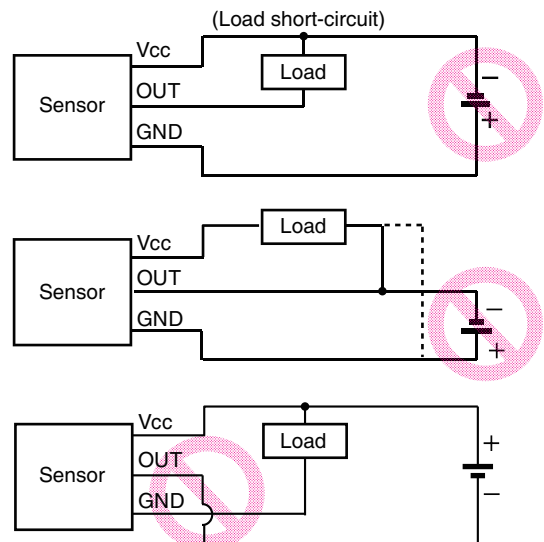 (Load short-circuit)
Vcc
Load
−
Sensor
OUT
+
GND
Load
Vcc
OUT
Sensor
−
GND
+
Vcc
Load
+
OUT
Sensor
−
GND